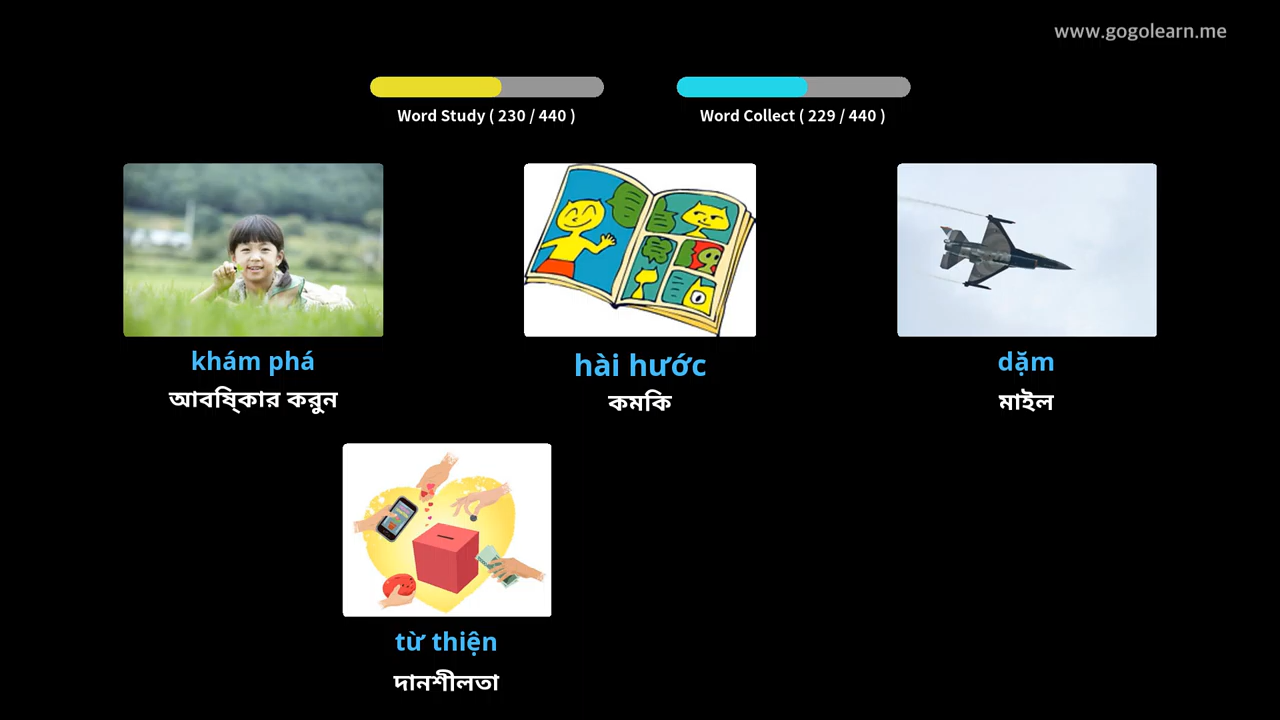 www.gogolearn.me
Word Study ( 230 / 440 )
Word Collect ( 229 / 440 )
khám phá
আবষ্কিার করুন
hài hước
কমকি
dặm
মাইল
từ thiện
দানশীলতা